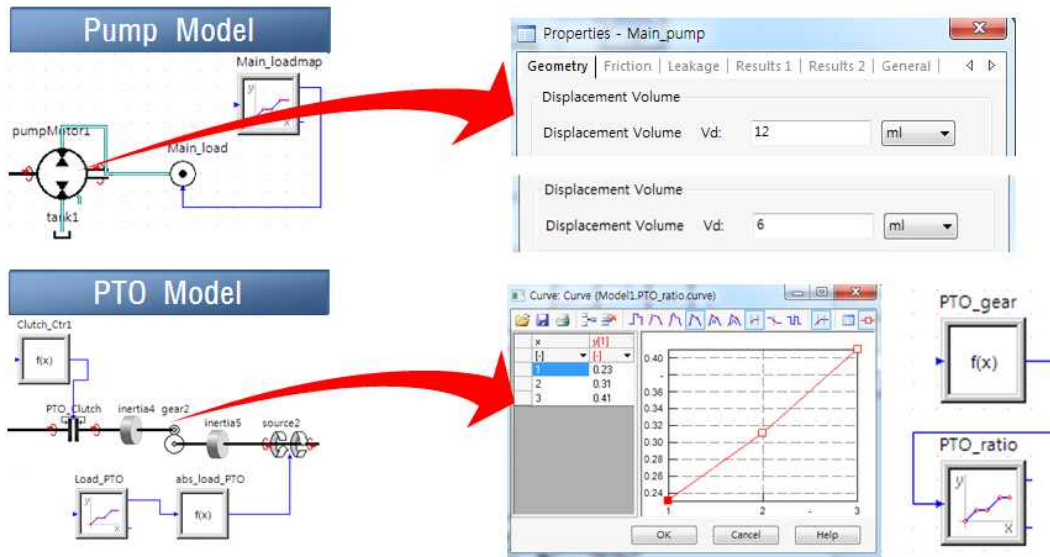 Pump Model
Main_loadmap
y
x
pumpMotor1
Main_load
tank1
Properties - Main_pump
Geometry | Friction | Leakage | Results 1 | Results 2 | General |
Displacement Volume
Displacement Volume Vd: 12 ml
Displacement Volume
Displacement Volume Vd: 6 ml
PTO Model
Clutch_Ctr1
f(x)
PTO_Clutch inertia4 gear2
inertia5 source2
Load_PTO abs_load_PTO
y
x
f(x)
Curve: Curve (Model1.PTO_ratio.curve)
x y[1]
[-] [-]
1 0.23
2 0.31
3 0.41
0.40
-
0.36
0.34
0.32
0.30
0.28
0.26
0.24
1 2 - 3
OK Cancel Help
PTO_gear
f(x)
PTO_ratio
y
x